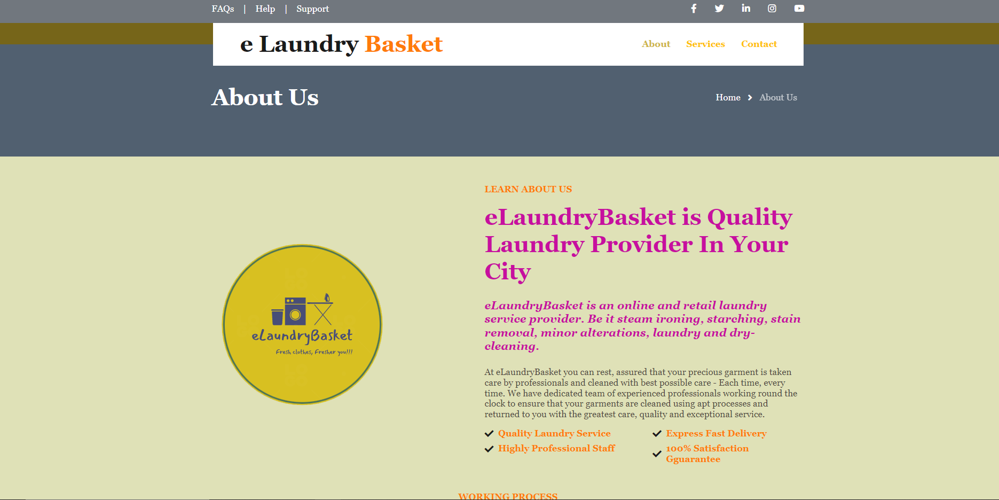 FAQs | Help | Support
e Laundry Basket
About Services Contact
About Us
Home About Us
LEARN ABOUT US
eLaundryBasket is Quality
Laundry Provider In Your
City
eLaundryBasket is an online and retail laundry
service provider. Be it steam ironing, starching, stain
removal, minor alterations, laundry and dry-
cleaning.
eLaundryBasket
Fresh clothes, Fresher you!!!
At eLaundryBasket you can rest, assured that your precious garment is taken
care by professionals and cleaned with best possible care - Each time, every
time. We have dedicated team of experienced professionals working round the
clock to ensure that your garments are cleaned using apt processes and
returned to you with the greatest care, quality and exceptional service.
Quality Laundry Service
Highly Professional Staff
Express Fast Delivery
100% Satisfaction
Gguarantee
WORKING PROCESS